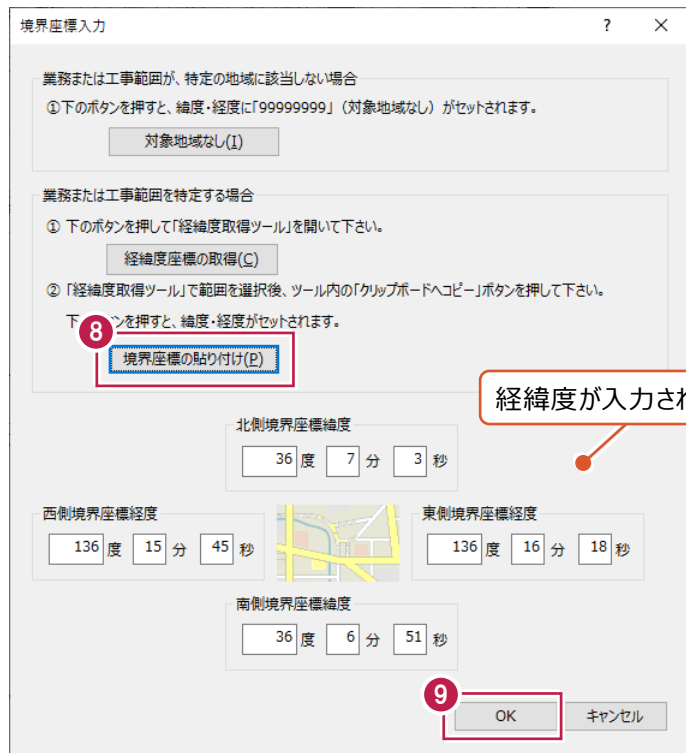 境界座標入力 ? ×
業務または工事範囲が、特定の地域に該当しない場合
①下のボタンを押すと、緯度・経度に「99999999」（対象地域なし）がセットされます。
対象地域なし(I)
業務または工事範囲を特定する場合
① 下のボタンを押して「経緯度取得ツール」を開いて下さい。
経緯度座標の取得(C)
② 「経緯度取得ツール」で範囲を選択後、ツール内の「クリップボードへコピー」ボタンを押して下さい。
下 ンを押すと、緯度・経度がセットされます。
8
境界座標の貼り付け(P)
経緯度が入力され
北側境界座標緯度
36 度 7 分 3 秒
西側境界座標経度
136 度 15 分 45 秒
東側境界座標経度
136 度 16 分 18 秒
南側境界座標緯度
36 度 6 分 51 秒
9
OK キャンセル